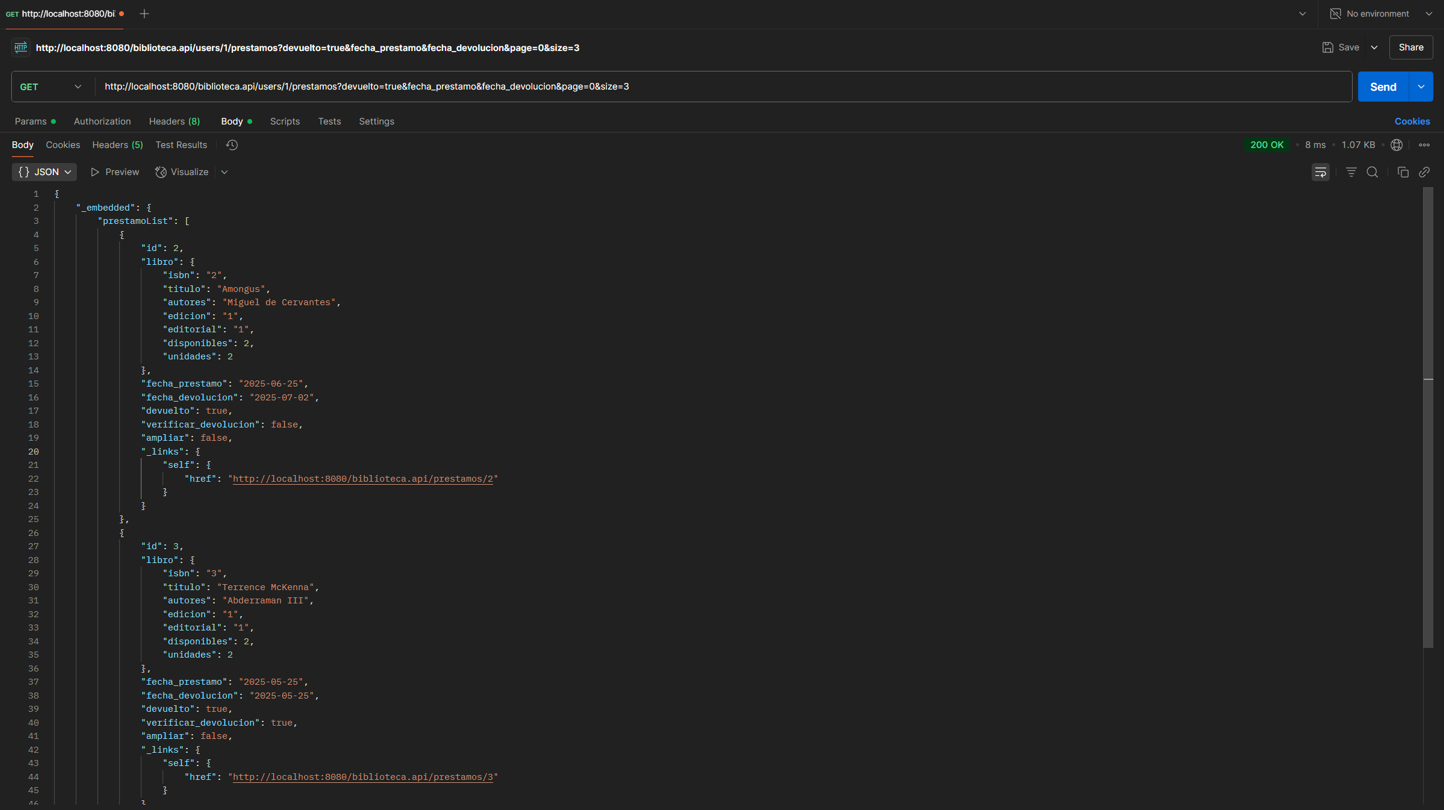 GET http://localhost:8080/bi
No environment
HTTP http://localhost:8080/biblioteca.api/users/1/prestamos?devuelto=true&fecha_prestamo&fecha_devolucion&page=0&size=3
Save Share
GET http://localhost:8080/biblioteca.api/users/1/prestamos?devuelto=true&fecha_prestamo&fecha_devolucion&page=0&size=3 Send
Params Authorization Headers (8) Body Scripts Tests Settings Cookies
Body Cookies Headers (5) Test Results 200 OK 8 ms 1.07 KB
{} JSON Preview Visualize
1 {
2 "_embedded": {
3 "prestamoList": [
4 {
5 "id": 2,
6 "libro": {
7 "isbn": "2",
8 "titulo": "Amongus",
9 "autores": "Miguel de Cervantes",
10 "edicion": "1",
11 "editorial": "1",
12 "disponibles": 2,
13 "unidades": 2
14 },
15 "fecha_prestamo": "2025-06-25",
16 "fecha_devolucion": "2025-07-02",
17 "devuelto": true,
18 "verificar_devolucion": false,
19 "ampliar": false,
20 "_links": {
21 "self": {
22 "href": "http://localhost:8080/biblioteca.api/prestamos/2"
23 }
24 }
25 },
26 {
27 "id": 3,
28 "libro": {
29 "isbn": "3",
30 "titulo": "Terrence McKenna",
31 "autores": "Abderraman III",
32 "edicion": "1",
33 "editorial": "1",
34 "disponibles": 2,
35 "unidades": 2
36 },
37 "fecha_prestamo": "2025-05-25",
38 "fecha_devolucion": "2025-05-25",
39 "devuelto": true,
40 "verificar_devolucion": true,
41 "ampliar": false,
42 "_links": {
43 "self": {
44 "href": "http://localhost:8080/biblioteca.api/prestamos/3"
45 }
46 }